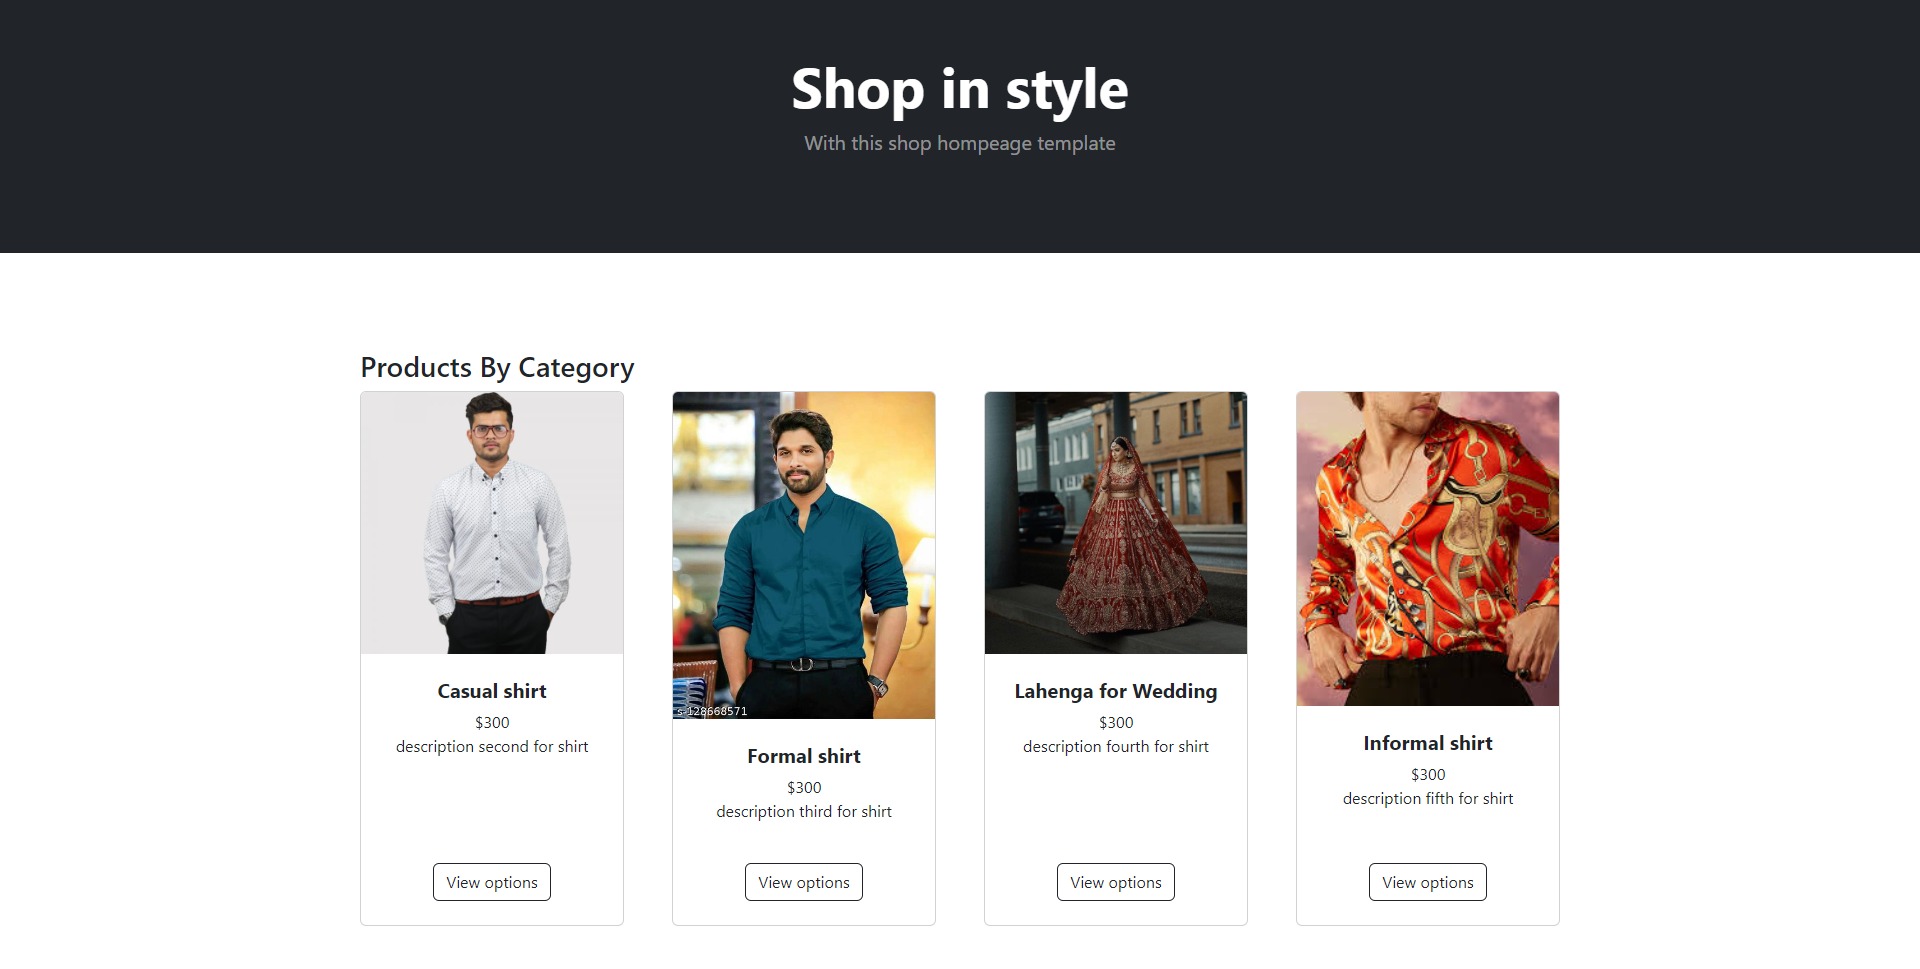 Shop in style
With this shop hompeage template
Products By Category
s-128668571
Casual shirt
$300
description second for shirt
View options
Formal shirt
$300
description third for shirt
View options
Lahenga for Wedding
$300
description fourth for shirt
View options
Informal shirt
$300
description fifth for shirt
View options